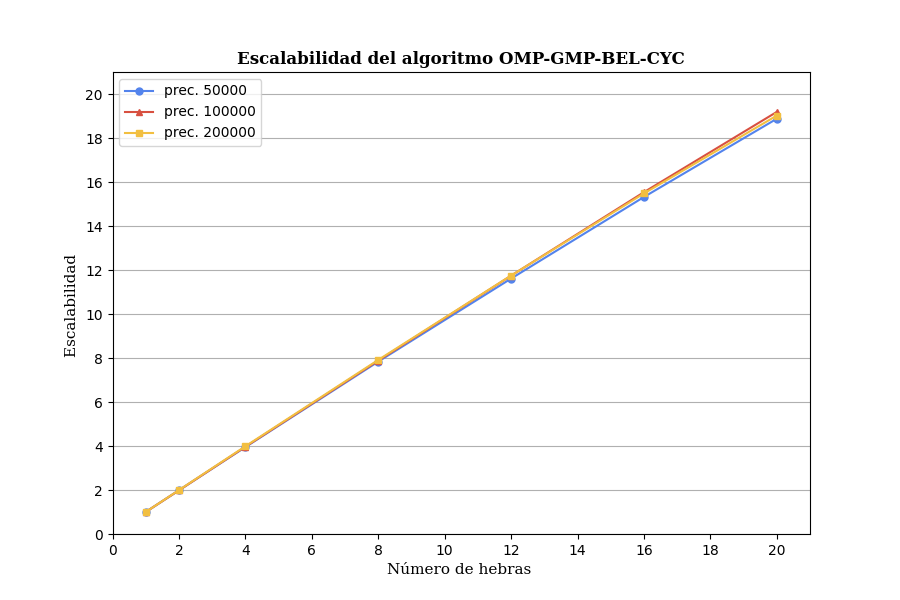 Escalabilidad del algoritmo OMP-GMP-BEL-CYC
prec. 50000
prec. 100000
prec. 200000
Escalabilidad
20
18
16
14
12
10
8
6
4
2
0
0 2 4 6 8 10 12 14 16 18 20
Número de hebras